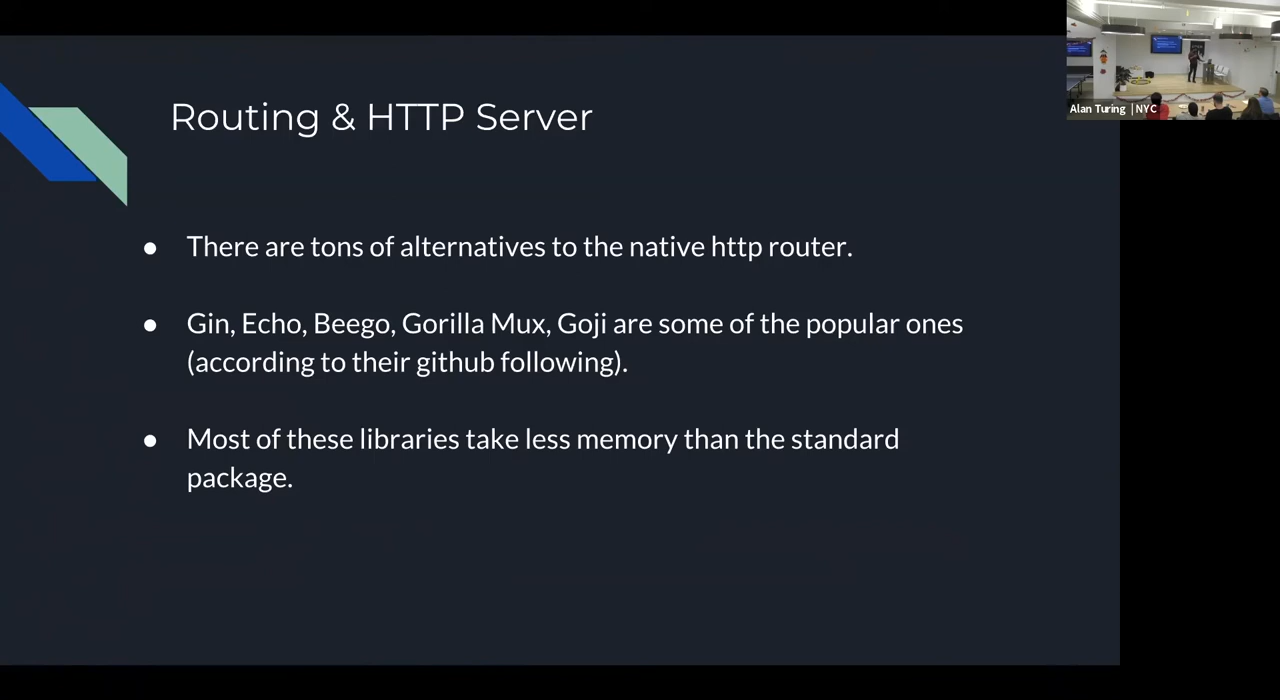 Routing & HTTP Server
● There are tons of alternatives to the native http router.
● Gin, Echo, Beego, Gorilla Mux, Goji are some of the popular ones
(according to their github following).
● Most of these libraries take less memory than the standard
package.
Alan Turing | NYC